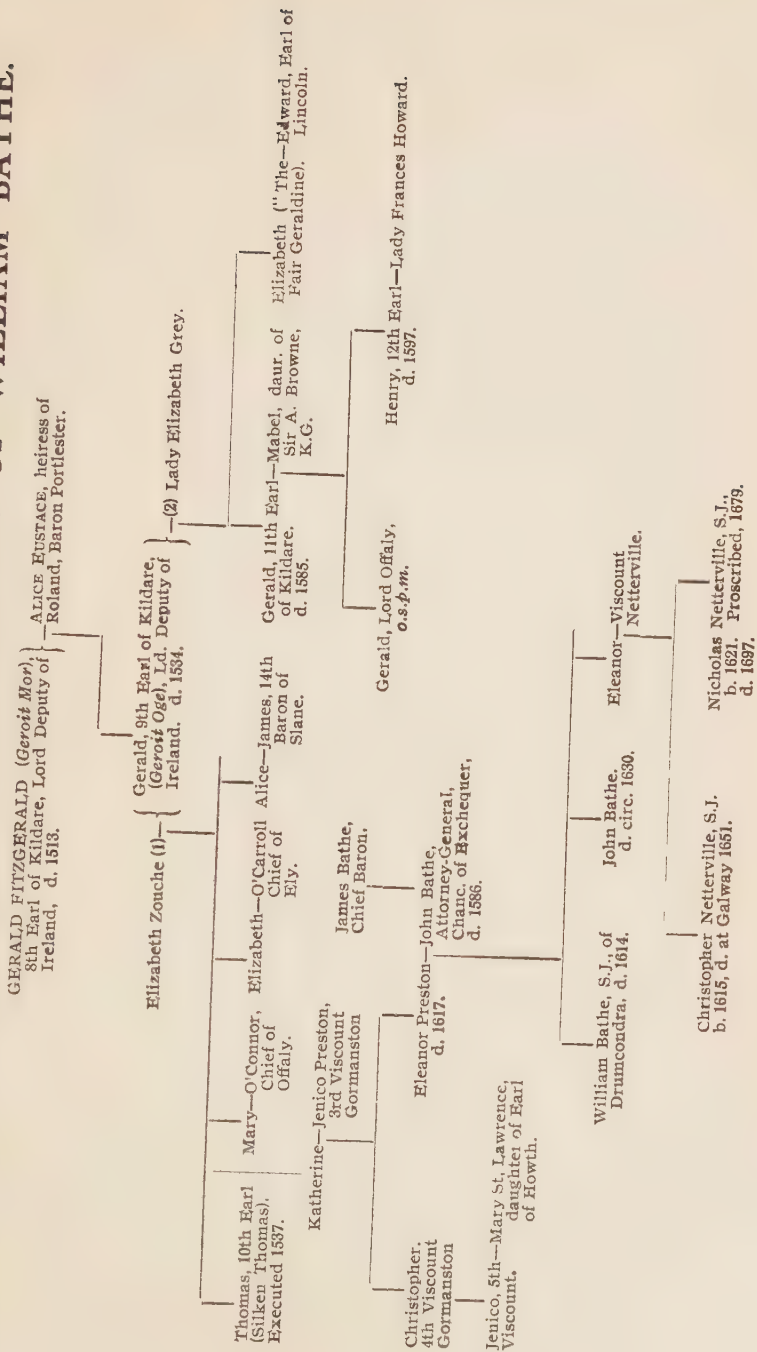 WILLIAM BATHE.
GERALD FITZGERALD (Geroit Mor),
8th Earl of Kildare, Lord Deputy of
Ireland, d. 1513.
—ALICE EUSTACE, heiress of
Roland, Baron Portlester.
Elizabeth Zouche (1)—
Gerald, 9th Earl of Kildare,
(Geroit Oge), Ld. Deputy of
Ireland. d. 1534.
—(2) Lady Elizabeth Grey.
Thomas, 10th Earl
(Silken Thomas).
Executed 1537.
Mary—O'Connor,
Chief of
Offaly.
Elizabeth—O'Carroll
Chief of
Ely.
Alice—James, 14th
Baron of
Slane.
Gerald, 11th Earl—Mabel, daur. of
of Kildare. Sir A. Browne,
d. 1585. K.G.
Elizabeth ("The—Edward, Earl of
Fair Geraldine). Lincoln.
Katherine—Jenico Preston,
3rd Viscount
Gormanston
James Bathe,
Chief Baron.
Gerald, Lord Offaly,
o.s.p.m.
Henry, 12th Earl—Lady Frances Howard.
d. 1597.
Christopher.
4th Viscount
Gormanston
Eleanor Preston—John Bathe,
d. 1617. Attorney-General,
Chanc. of Exchequer,
d. 1586.
Jenico, 5th—Mary St. Lawrence,
Viscount. daughter of Earl
of Howth.
William Bathe, S.J., of
Drumcondra, d. 1614.
John Bathe,
d. circ. 1630.
Eleanor—Viscount
Netterville.
Christopher Netterville, S.J.
b. 1615, d. at Galway 1651.
Nicholas Netterville, S.J.,
b. 1621. Proscribed, 1679.
d. 1697.